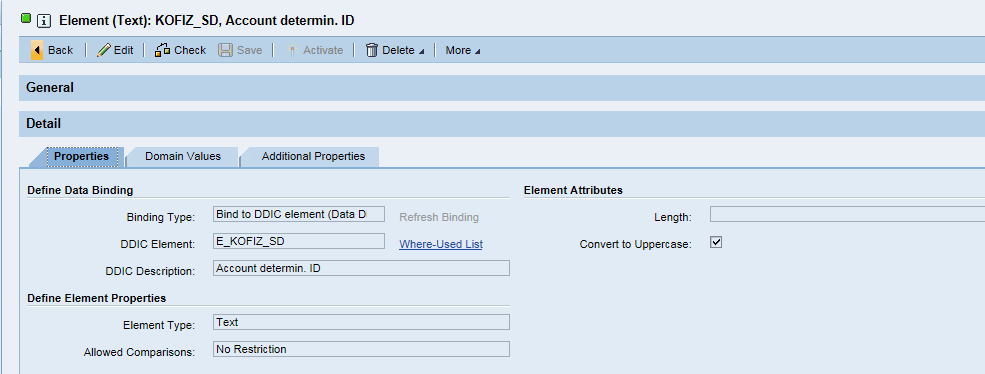 Element (Text): KOFIZ_SD, Account determin. ID
Back Edit Check Save Activate Delete More
General
Detail
Properties Domain Values Additional Properties
Define Data Binding Element Attributes
Binding Type: Bind to DDIC element (Data D Refresh Binding Length:
DDIC Element: E_KOFIZ_SD Where-Used List Convert to Uppercase:
DDIC Description: Account determin. ID
Define Element Properties
Element Type: Text
Allowed Comparisons: No Restriction